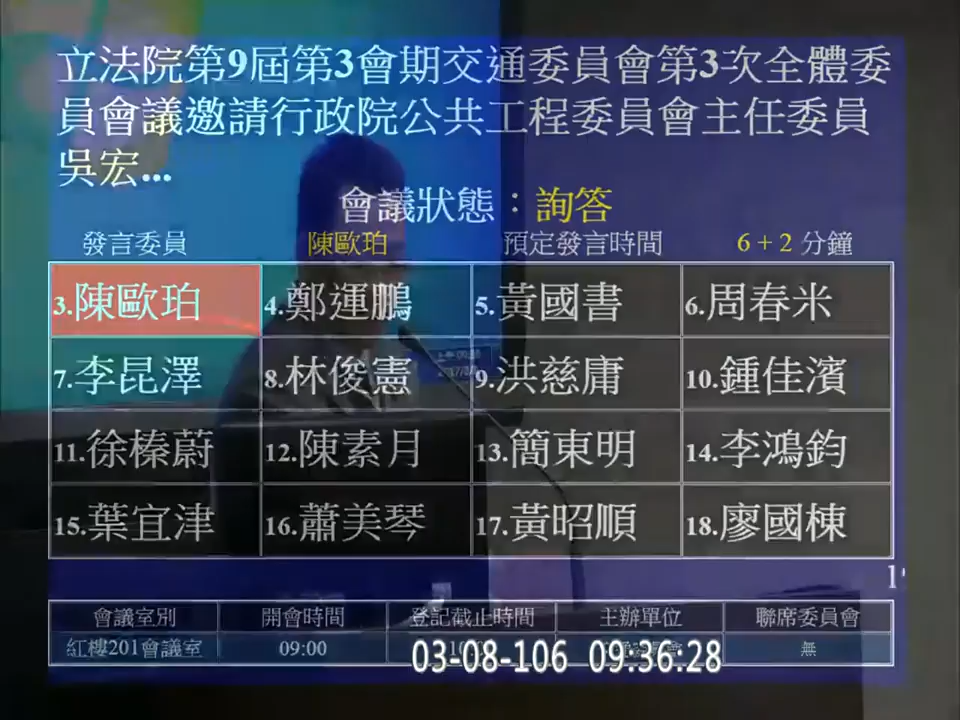 立法院第9屆第3會期交通委員會第3次全體委
員會議邀請行政院公共工程委員會主任委員
吳宏...
會議狀態：詢答
發言委員 陳歐珀 預定發言時間 6 + 2 分鐘
3.陳歐珀 4.鄭運鵬 5.黃國書 6.周春米
7.李昆澤 8.林俊憲 9.洪慈庸 10.鍾佳濱
11.徐榛蔚 12.陳素月 13.簡東明 14.李鴻鈞
15.葉宜津 16.蕭美琴 17.黃昭順 18.廖國棟
會議室別 開會時間 登記截止時間 主辦單位 聯席委員會
紅樓201會議室 09:00 無
03-08-106 09:36:28